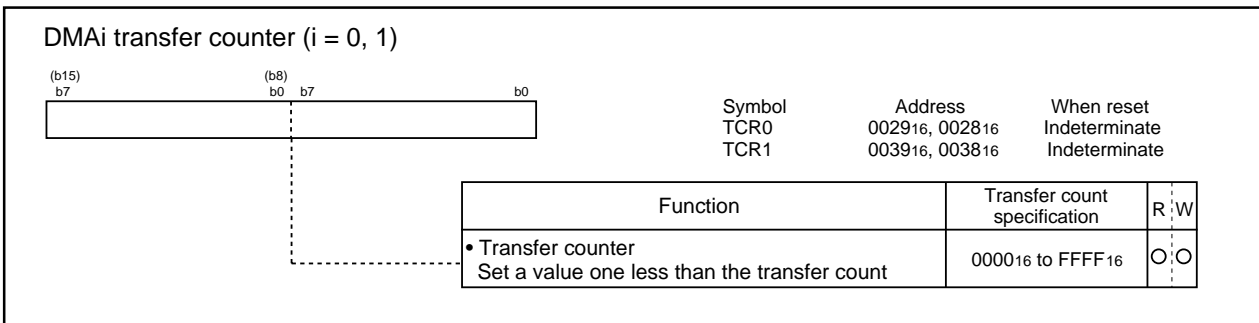 DMAi transfer counter (i = 0, 1)
(b15) (b8)
b7 b0 b7 b0
Symbol Address When reset
TCR0 002916, 002816 Indeterminate
TCR1 003916, 003816 Indeterminate
Function Transfer count specification R W
• Transfer counter
Set a value one less than the transfer count 000016 to FFFF16